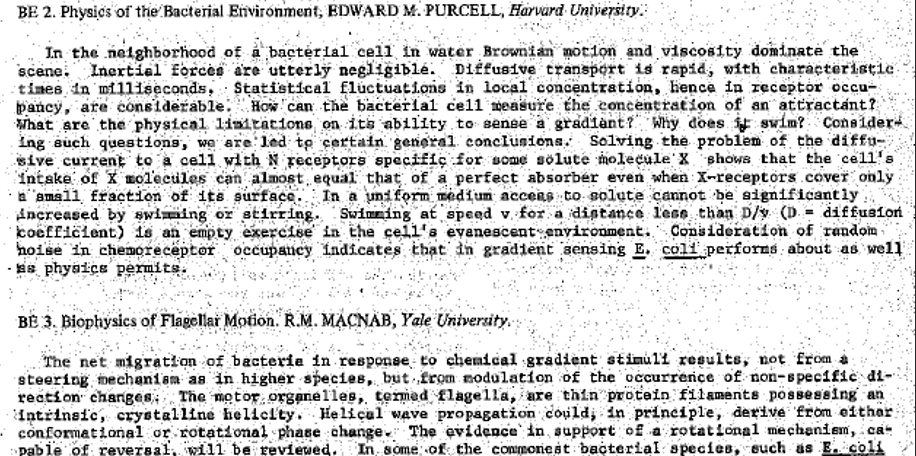 BE 2. Physics of the Bacterial Environment, EDWARD M. PURCELL, Harvard University.
In the neighborhood of a bacterial cell in water Brownian motion and viscosity dominate the
scene. Inertial forces are utterly negligible. Diffusive transport is rapid, with characteristic
times in milliseconds. Statistical fluctuations in local concentration, hence in receptor occu-
pancy, are considerable. How can the bacterial cell measure the concentration of an attractant?
What are the physical limitations on its ability to sense a gradient? Why does it swim? Consider-
ing such questions, we are led to certain general conclusions. Solving the problem of the diffu-
sive current to a cell with N receptors specific for some solute molecule X shows that the cell's
intake of X molecules can almost equal that of a perfect absorber even when X-receptors cover only
a small fraction of its surface. In a uniform medium access to solute cannot be significantly
increased by swimming or stirring. Swimming at speed v for a distance less than D/v (D = diffusion
coefficient) is an empty exercise in the cell's evanescent environment. Consideration of random
noise in chemoreceptor occupancy indicates that in gradient sensing E. coli performs about as well
as physics permits.
BE 3. Biophysics of Flagellar Motion. R.M. MACNAB, Yale University.
The net migration of bacteria in response to chemical gradient stimuli results, not from a
steering mechanism as in higher species, but from modulation of the occurrence of non-specific di-
rection changes. The motor organelles, termed flagella, are thin protein filaments possessing an
intrinsic, crystalline helicity. Helical wave propagation could, in principle, derive from either
conformational or rotational phase change. The evidence in support of a rotational mechanism, ca-
pable of reversal, will be reviewed. In some of the commonest bacterial species, such as E. coli